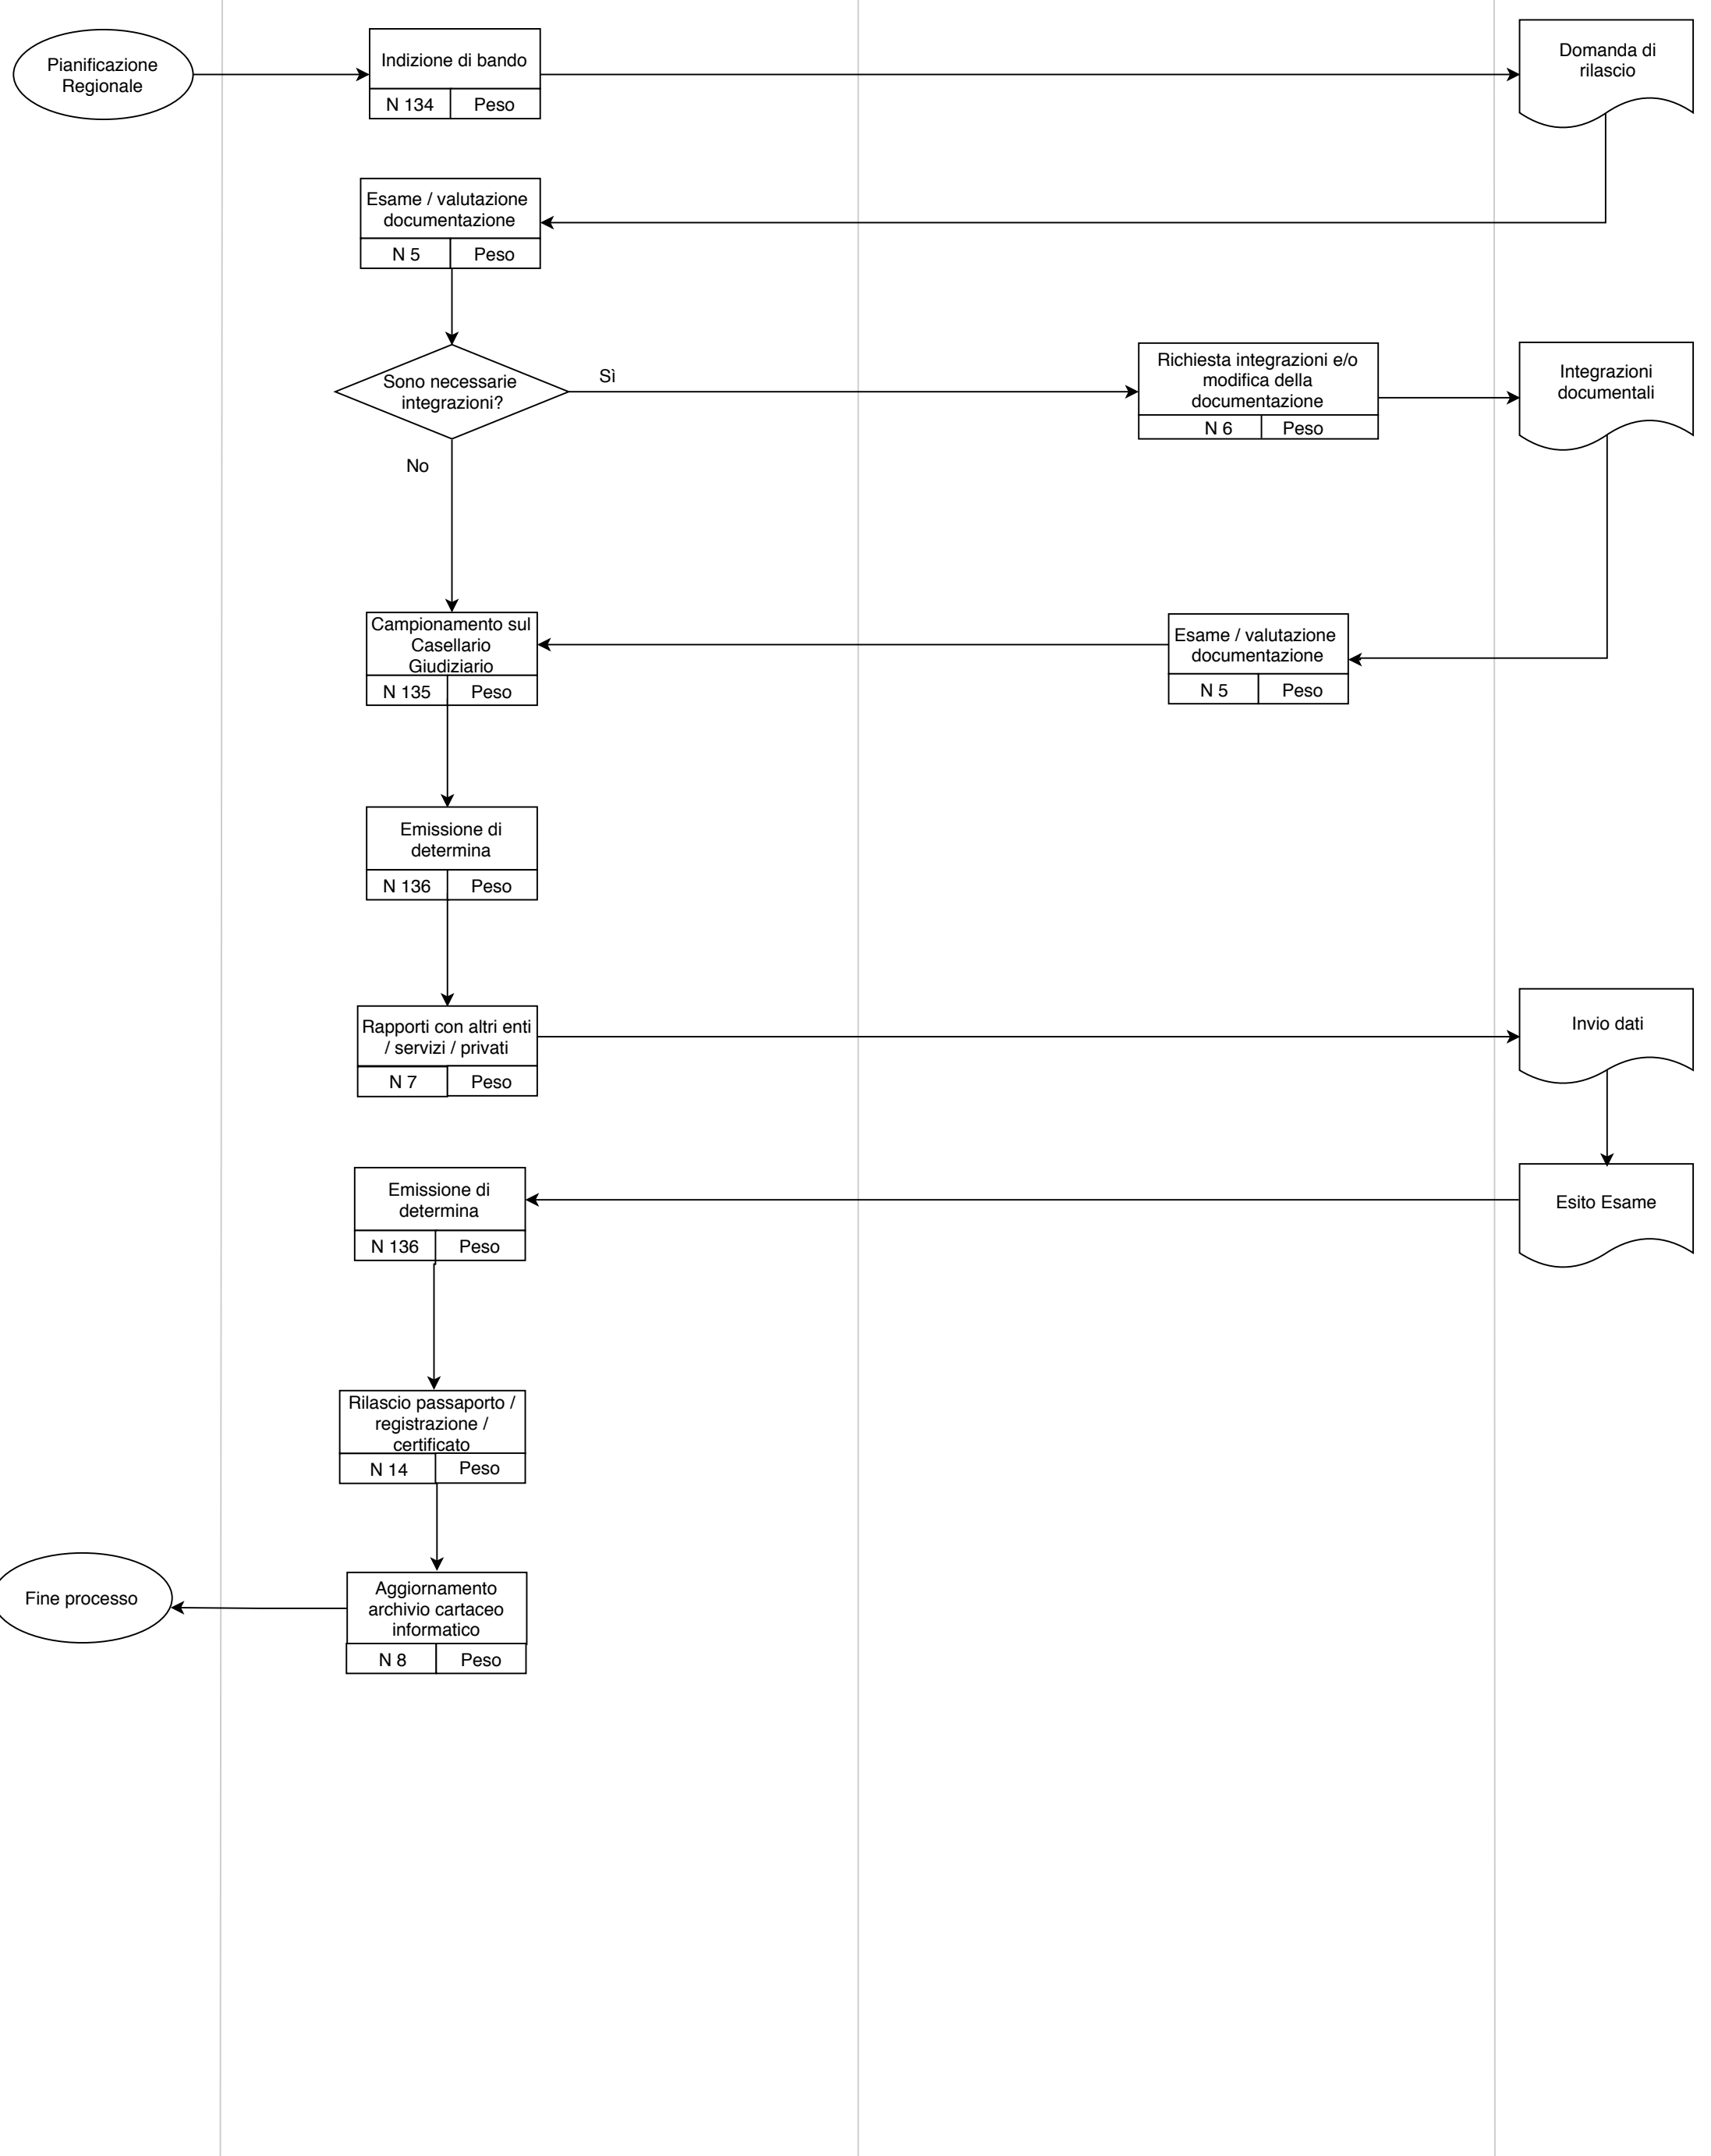 Pianificazione
Regionale
Indizione di bando
N 134
Peso
Domanda di
rilascio
Esame / valutazione
documentazione
N 5
Peso
Sono necessarie
integrazioni?
Sì
No
Richiesta integrazioni e/o
modifica della
documentazione
N 6
Peso
Integrazioni
documentali
Campionamento sul
Casellario
Giudiziario
N 135
Peso
Esame / valutazione
documentazione
N 5
Peso
Emissione di
determina
N 136
Peso
Rapporti con altri enti
/ servizi / privati
N 7
Peso
Invio dati
Emissione di
determina
N 136
Peso
Esito Esame
Rilascio passaporto /
registrazione /
certificato
N 14
Peso
Fine processo
Aggiornamento
archivio cartaceo
informatico
N 8
Peso